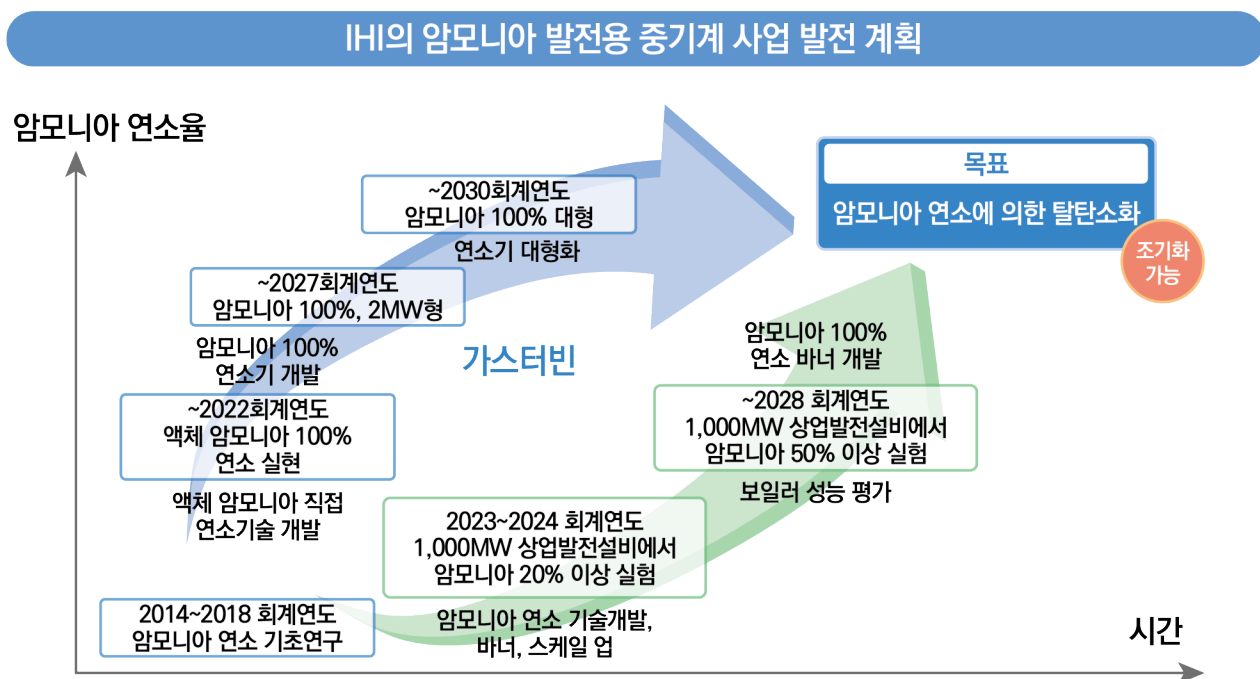 IHI의 암모니아 발전용 중기계 사업 발전 계획
암모니아 연소율
목표
암모니아 연소에 의한 탈탄소화
조기화
가능
~2030회계연도
암모니아 100% 대형
연소기 대형화
~2027회계연도
암모니아 100%, 2MW형
암모니아 100%
연소기 개발
가스터빈
~2022회계연도
액체 암모니아 100%
연소 실현
액체 암모니아 직접
연소기술 개발
암모니아 100%
연소 바너 개발
~2028 회계연도
1,000MW 상업발전설비에서
암모니아 50% 이상 실험
보일러 성능 평가
2023~2024 회계연도
1,000MW 상업발전설비에서
암모니아 20% 이상 실험
암모니아 연소 기술개발,
바너, 스케일 업
2014~2018 회계연도
암모니아 연소 기초연구
시간